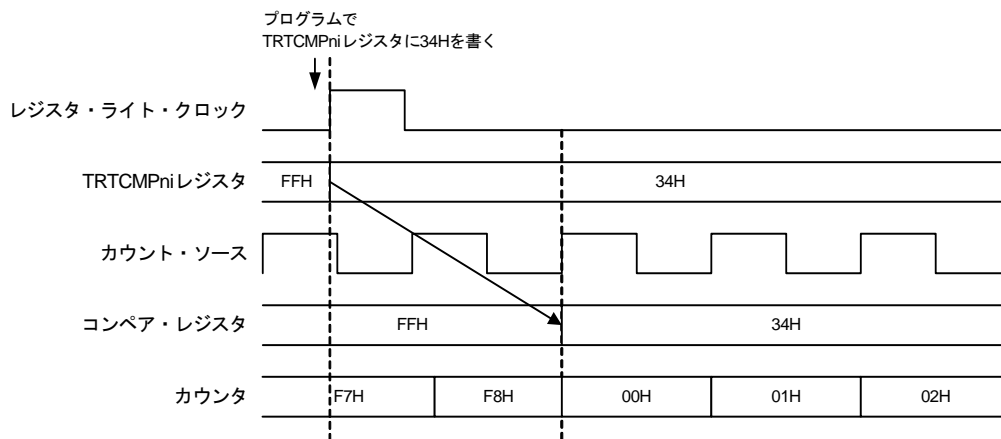 プログラムで
TRTCMPniレジスタに34Hを書く
レジスタ・ライト・クロック
TRTCMPniレジスタ FFH 34H
カウント・ソース
コンペア・レジスタ FFH 34H
カウンタ F7H F8H 00H 01H 02H